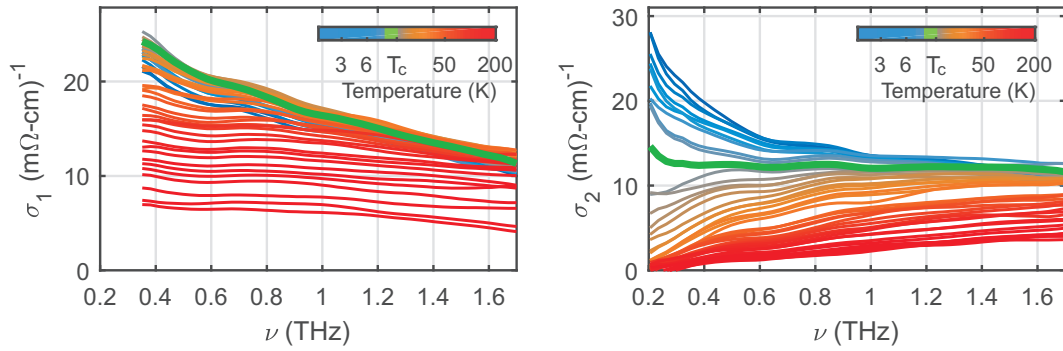 σ1 (mΩ-cm)-1
20
10
0
0.2 0.4 0.6 0.8 1 1.2 1.4 1.6
ν (THz)
3 6 Tc 50 200
Temperature (K)
σ2 (mΩ-cm)-1
30
20
10
0
0.2 0.4 0.6 0.8 1 1.2 1.4 1.6
ν (THz)
3 6 Tc 50 200
Temperature (K)